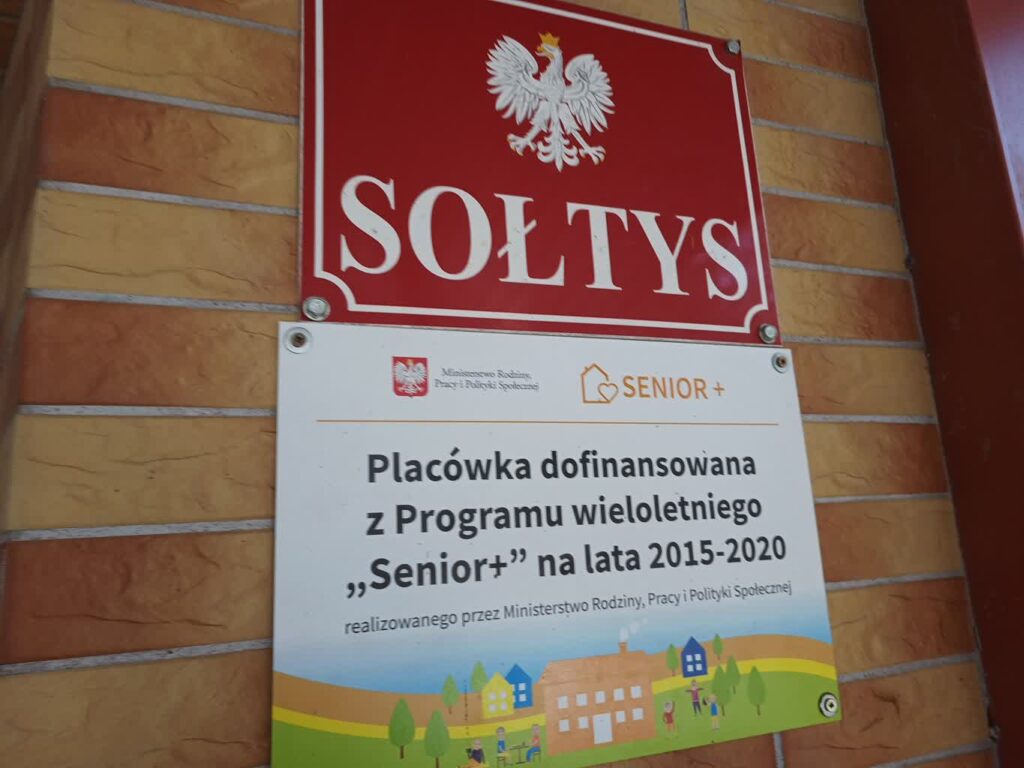 SOŁTYS
Ministerstwo Rodziny,
Pracy i Polityki Społecznej
SENIOR +
Placówka dofinansowana
z Programu wieloletniego
„Senior+” na lata 2015-2020
realizowanego przez Ministerstwo Rodziny, Pracy i Polityki Społecznej